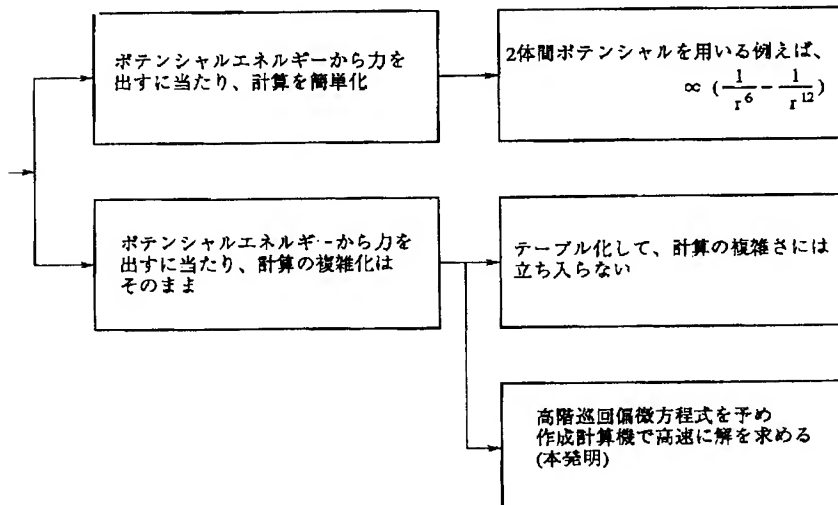 ポテンシャルエネルギーから力を
出すに当たり、計算を簡単化
2体間ポテンシャルを用いる例えば、
∝ (1/r^6 - 1/r^12)
ポテンシャルエネルギーから力を
出すに当たり、計算の複雑化は
そのまま
テーブル化して、計算の複雑さには
立ち入らない
高階巡回偏微方程式を予め
作成計算機で高速に解を求める
(本発明)